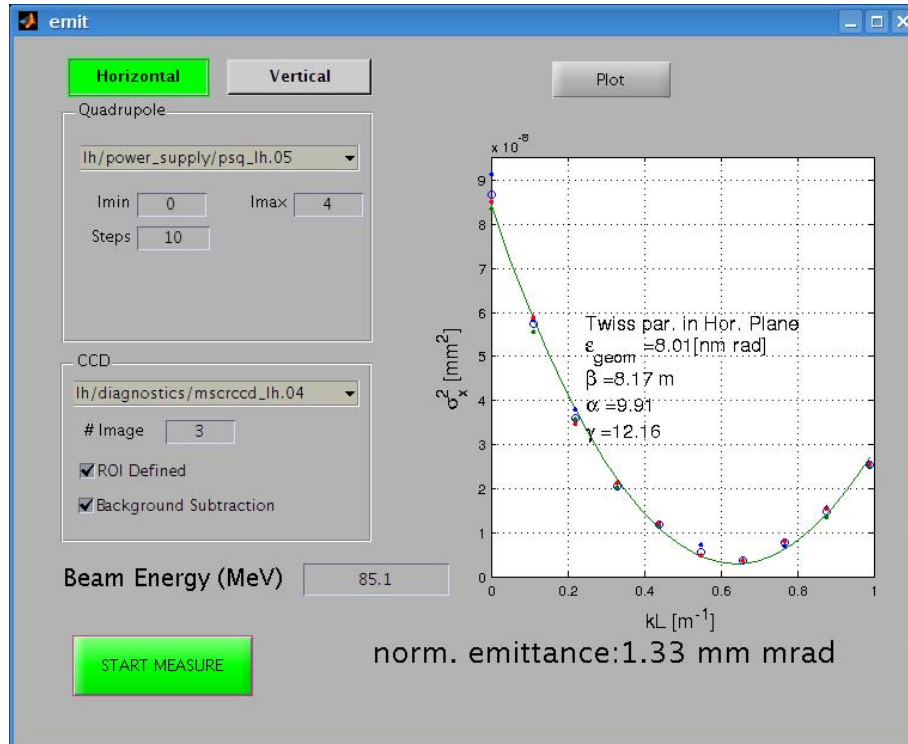 emit
Horizontal
Vertical
Plot
Quadrupole
lh/power_supply/psq_lh.05
Imin 0 Imax 4
Steps 10
CCD
lh/diagnostics/mscrccd_lh.04
# Image 3
ROI Defined
Background Subtraction
Beam Energy (MeV) 85.1
START MEASURE
x 10⁻⁸
9
8
7
6
5
4
3
2
1
0
σₓ² [mm²]
Twiss par. in Hor. Plane
ε_geom =8.01[nm rad]
β =8.17 m
α =9.91
γ =12.16
0 0.2 0.4 0.6 0.8 1
kL [m⁻¹]
norm. emittance:1.33 mm mrad